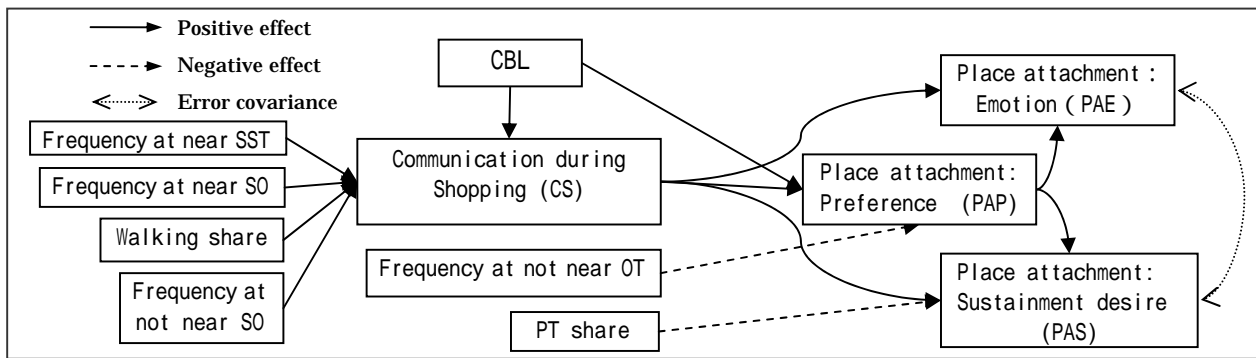 Positive effect
Negative effect
Error covariance
CBL
Frequency at near SST
Frequency at near SO
Walking share
Frequency at
not near SO
Communication during
Shopping (CS)
Frequency at not near OT
PT share
Place attachment:
Emotion (PAE)
Place attachment:
Preference (PAP)
Place attachment:
Sustainment desire
(PAS)